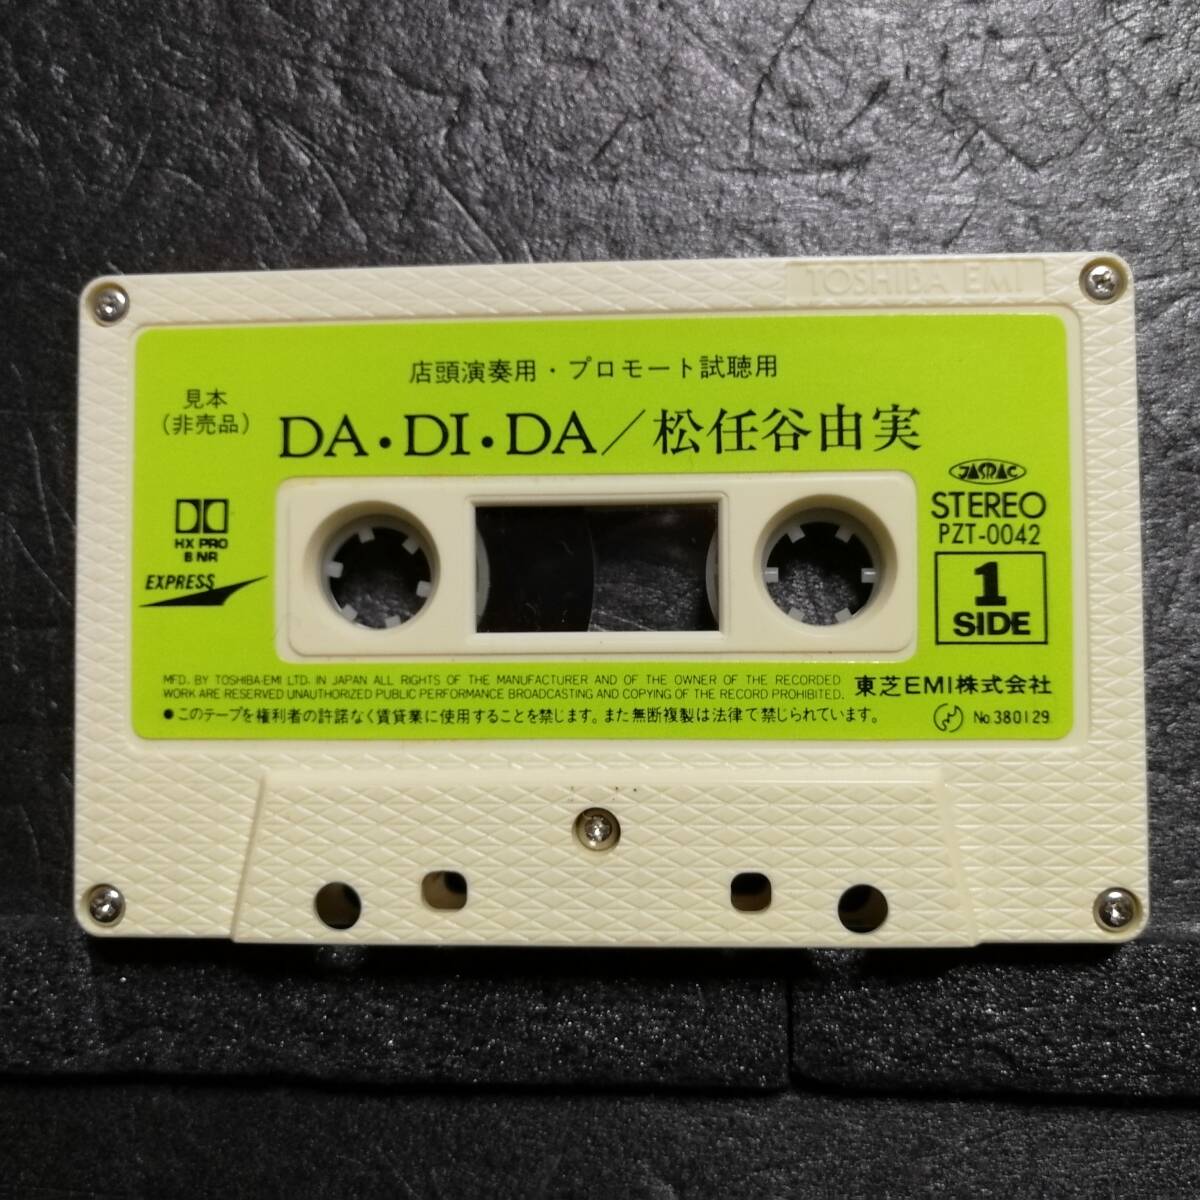 TOSHIBA EMI
店頭演奏用・プロモート試聴用
見本
(非売品)
DA・DI・DA／松任谷由実
JASRAC
STEREO
PZT-0042
HX PRO
B NR
EXPRESS
1
SIDE
MFD. BY TOSHIBA-EMI LTD. IN JAPAN ALL RIGHTS OF THE MANUFACTURER AND OF THE OWNER OF THE RECORDED
WORK ARE RESERVED UNAUTHORIZED PUBLIC PERFORMANCE BROADCASTING AND COPYING OF THE RECORD PROHIBITED.
東芝EMI株式会社
●このテープを権利者の許諾なく賃貸業に使用することを禁じます。また無断複製は法律で禁じられています。
No.380129